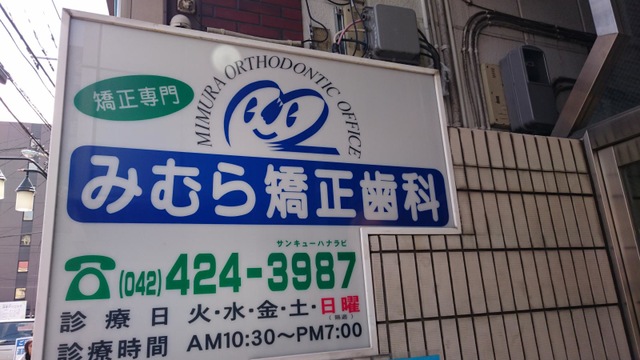 矯正専門
MIMURA ORTHODONTIC OFFICE
みむら矯正歯科
サンキューハナラビ
(042) 424-3987
診療日 火・水・金・土・日曜
(隔週)
診療時間 AM10:30〜PM7:00